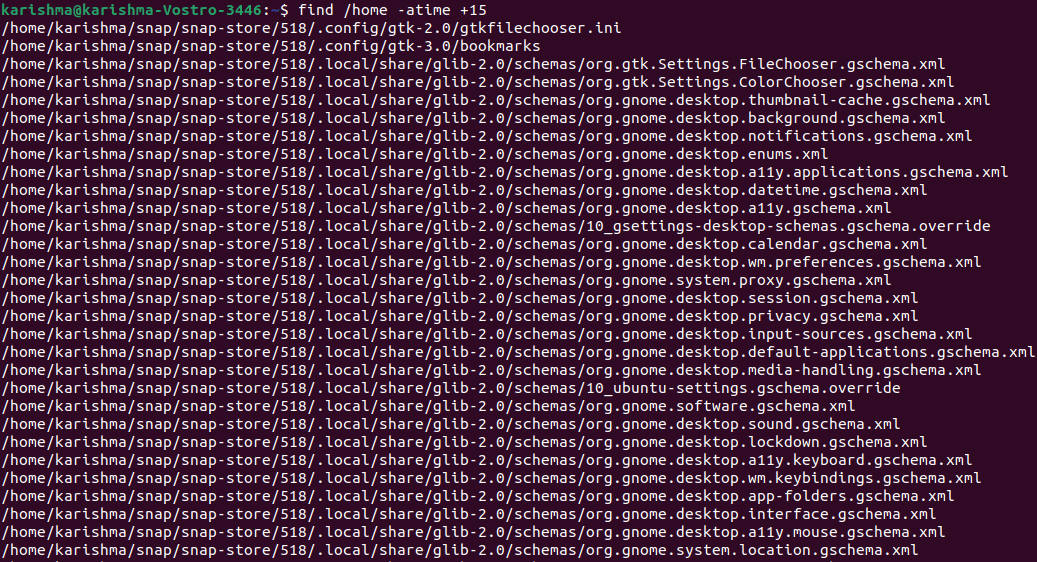 karishma@karishma-Vostro-3446:~$ find /home -atime +15
/home/karishma/snap/snap-store/518/.config/gtk-2.0/gtkfilechooser.ini
/home/karishma/snap/snap-store/518/.config/gtk-3.0/bookmarks
/home/karishma/snap/snap-store/518/.local/share/glib-2.0/schemas/org.gtk.Settings.FileChooser.gschema.xml
/home/karishma/snap/snap-store/518/.local/share/glib-2.0/schemas/org.gtk.Settings.ColorChooser.gschema.xml
/home/karishma/snap/snap-store/518/.local/share/glib-2.0/schemas/org.gnome.desktop.thumbnail-cache.gschema.xml
/home/karishma/snap/snap-store/518/.local/share/glib-2.0/schemas/org.gnome.desktop.background.gschema.xml
/home/karishma/snap/snap-store/518/.local/share/glib-2.0/schemas/org.gnome.desktop.notifications.gschema.xml
/home/karishma/snap/snap-store/518/.local/share/glib-2.0/schemas/org.gnome.desktop.enums.xml
/home/karishma/snap/snap-store/518/.local/share/glib-2.0/schemas/org.gnome.desktop.a11y.applications.gschema.xml
/home/karishma/snap/snap-store/518/.local/share/glib-2.0/schemas/org.gnome.desktop.datetime.gschema.xml
/home/karishma/snap/snap-store/518/.local/share/glib-2.0/schemas/org.gnome.desktop.a11y.gschema.xml
/home/karishma/snap/snap-store/518/.local/share/glib-2.0/schemas/10_gsettings-desktop-schemas.gschema.override
/home/karishma/snap/snap-store/518/.local/share/glib-2.0/schemas/org.gnome.desktop.calendar.gschema.xml
/home/karishma/snap/snap-store/518/.local/share/glib-2.0/schemas/org.gnome.desktop.wm.preferences.gschema.xml
/home/karishma/snap/snap-store/518/.local/share/glib-2.0/schemas/org.gnome.system.proxy.gschema.xml
/home/karishma/snap/snap-store/518/.local/share/glib-2.0/schemas/org.gnome.desktop.session.gschema.xml
/home/karishma/snap/snap-store/518/.local/share/glib-2.0/schemas/org.gnome.desktop.privacy.gschema.xml
/home/karishma/snap/snap-store/518/.local/share/glib-2.0/schemas/org.gnome.desktop.input-sources.gschema.xml
/home/karishma/snap/snap-store/518/.local/share/glib-2.0/schemas/org.gnome.desktop.default-applications.gschema.xml
/home/karishma/snap/snap-store/518/.local/share/glib-2.0/schemas/org.gnome.desktop.media-handling.gschema.xml
/home/karishma/snap/snap-store/518/.local/share/glib-2.0/schemas/10_ubuntu-settings.gschema.override
/home/karishma/snap/snap-store/518/.local/share/glib-2.0/schemas/org.gnome.software.gschema.xml
/home/karishma/snap/snap-store/518/.local/share/glib-2.0/schemas/org.gnome.desktop.sound.gschema.xml
/home/karishma/snap/snap-store/518/.local/share/glib-2.0/schemas/org.gnome.desktop.lockdown.gschema.xml
/home/karishma/snap/snap-store/518/.local/share/glib-2.0/schemas/org.gnome.desktop.a11y.keyboard.gschema.xml
/home/karishma/snap/snap-store/518/.local/share/glib-2.0/schemas/org.gnome.desktop.wm.keybindings.gschema.xml
/home/karishma/snap/snap-store/518/.local/share/glib-2.0/schemas/org.gnome.desktop.app-folders.gschema.xml
/home/karishma/snap/snap-store/518/.local/share/glib-2.0/schemas/org.gnome.desktop.interface.gschema.xml
/home/karishma/snap/snap-store/518/.local/share/glib-2.0/schemas/org.gnome.desktop.a11y.mouse.gschema.xml
/home/karishma/snap/snap-store/518/.local/share/glib-2.0/schemas/org.gnome.system.location.gschema.xml